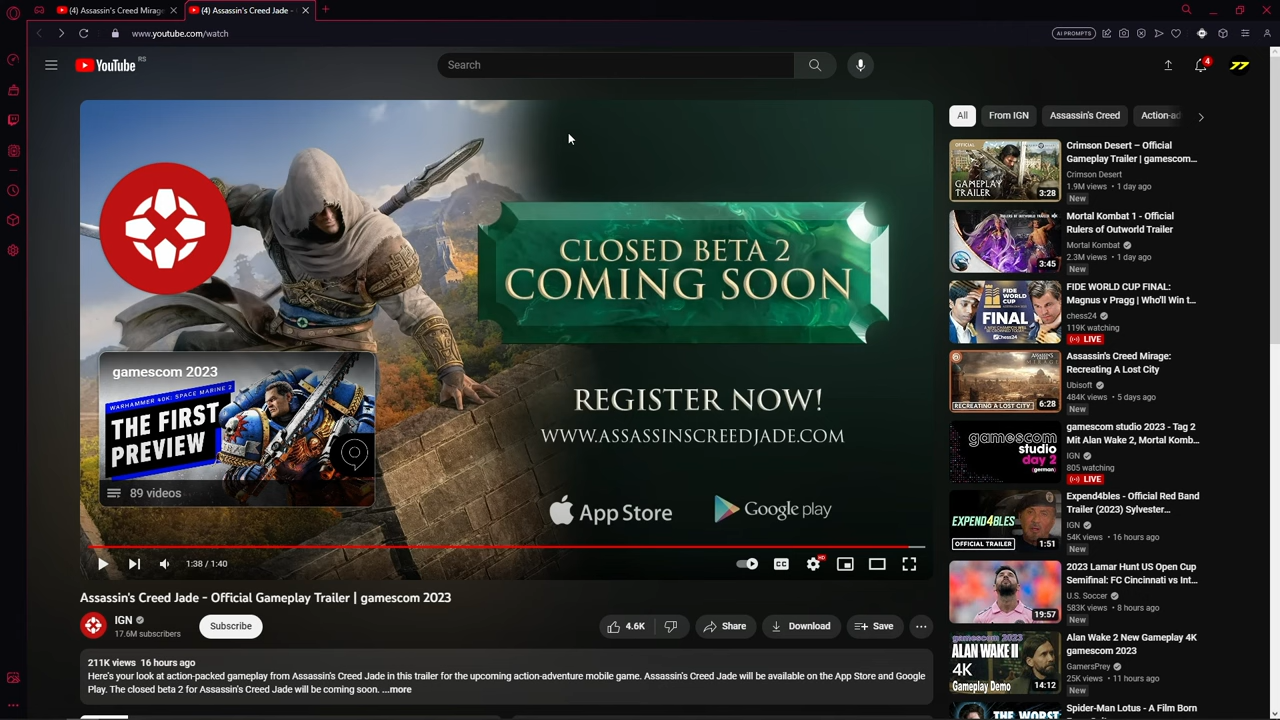 (4) Assassin's Creed Mirage
(4) Assassin's Creed Jade -
www.youtube.com/watch
AI PROMPTS
YouTube RS
Search
4
CLOSED BETA 2
COMING SOON
REGISTER NOW!
WWW.ASSASSINSCREEDJADE.COM
App Store
Google play
gamescom 2023
WARHAMMER 40K: SPACE MARINE 2
THE FIRST
PREVIEW
89 videos
1:38 / 1:40
HD
Assassin's Creed Jade - Official Gameplay Trailer | gamescom 2023
IGN
17.6M subscribers
Subscribe
4.6K
Share
Download
Save
211K views 16 hours ago
Here's your look at action-packed gameplay from Assassin's Creed Jade in this trailer for the upcoming action-adventure mobile game. Assassin's Creed Jade will be available on the App Store and Google
Play. The closed beta 2 for Assassin's Creed Jade will be coming soon. ...more
All
From IGN
Assassin's Creed
Action-ad
OFFICIAL
GAMEPLAY
TRAILER
3:28
Crimson Desert – Official
Gameplay Trailer | gamescom...
Crimson Desert
1.9M views • 1 day ago
New
3:45
Mortal Kombat 1 - Official
Rulers of Outworld Trailer
Mortal Kombat
2.3M views • 1 day ago
New
FIDE
WORLD
CUP
FINAL
Chess24
FIDE WORLD CUP FINAL:
Magnus v Pragg | Who'll Win t...
chess24
119K watching
LIVE
RECREATING A LOST CITY
6:28
Assassin's Creed Mirage:
Recreating A Lost City
Ubisoft
484K views • 5 days ago
New
gamescom
studio
day 2
(german)
gamescom studio 2023 - Tag 2
Mit Alan Wake 2, Mortal Komb...
IGN
805 watching
LIVE
EXPEND4BLES
OFFICIAL TRAILER
1:51
Expend4bles - Official Red Band
Trailer (2023) Sylvester...
IGN
54K views • 16 hours ago
New
19:57
2023 Lamar Hunt US Open Cup
Semifinal: FC Cincinnati vs Int...
U.S. Soccer
583K views • 8 hours ago
New
gamescom 2023
ALAN WAKE II
4K
Gameplay Demo
14:12
Alan Wake 2 New Gameplay 4K
gamescom 2023
GamersPrey
25K views • 11 hours ago
New
THE WORST
Spider-Man Lotus - A Film Born